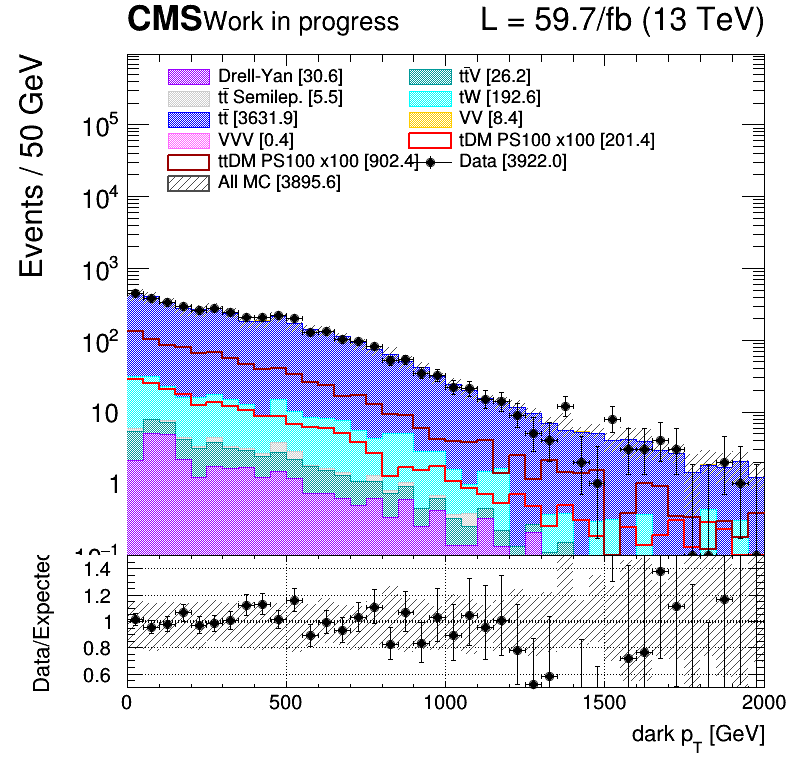 CMS Work in progress L = 59.7/fb (13 TeV)
Events / 50 GeV
Drell-Yan [30.6] tt̄V [26.2]
tt̄ Semilep. [5.5] tW [192.6]
tt̄ [3631.9] VV [8.4]
VVV [0.4] tDM PS100 x100 [201.4]
ttDM PS100 x100 [902.4] Data [3922.0]
All MC [3895.6]
10⁵
10⁴
10³
10²
10
1
10⁻¹
Data/Expected
1.4
1.2
1
0.8
0.6
0 500 1000 1500 2000
dark p_T [GeV]